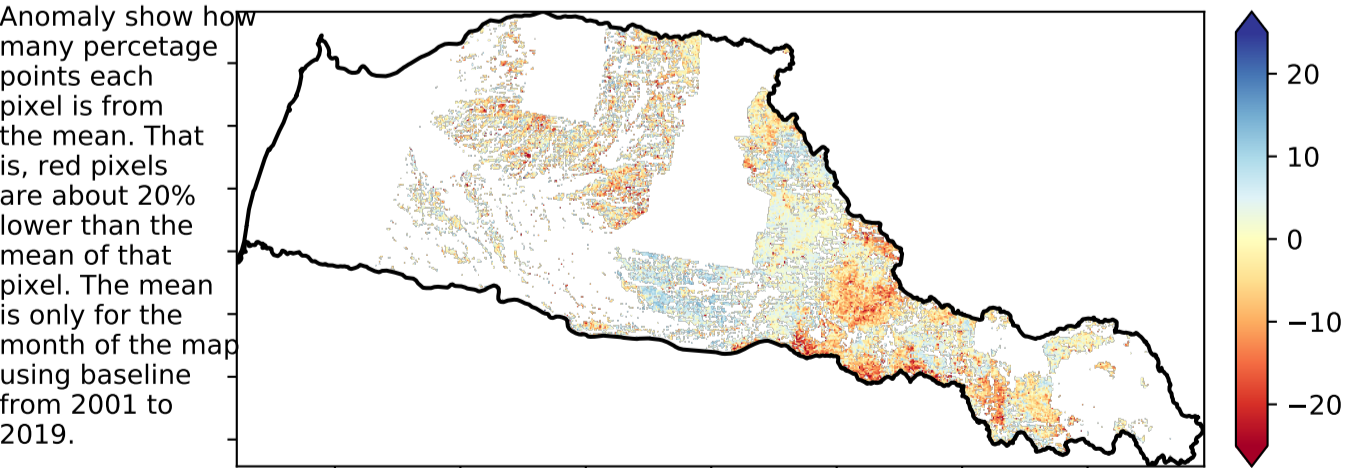 Anomaly show how
many percetage
points each
pixel is from
the mean. That
is, red pixels
are about 20%
lower than the
mean of that
pixel. The mean
is only for the
month of the map
using baseline
from 2001 to
2019.
20
10
0
−10
−20